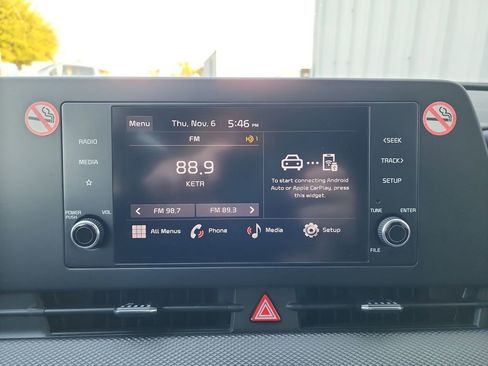 Menu Thu, Nov. 6 5:46 PM
FM
1
88.9
KETR
FM 98.7 FM 89.3
To start connecting Android
Auto or Apple CarPlay, press
this widget.
All Menus Phone Media Setup
RADIO
MEDIA
POWER
PUSH
VOL
<SEEK
TRACK>
SETUP
TUNE
ENTER
FILE